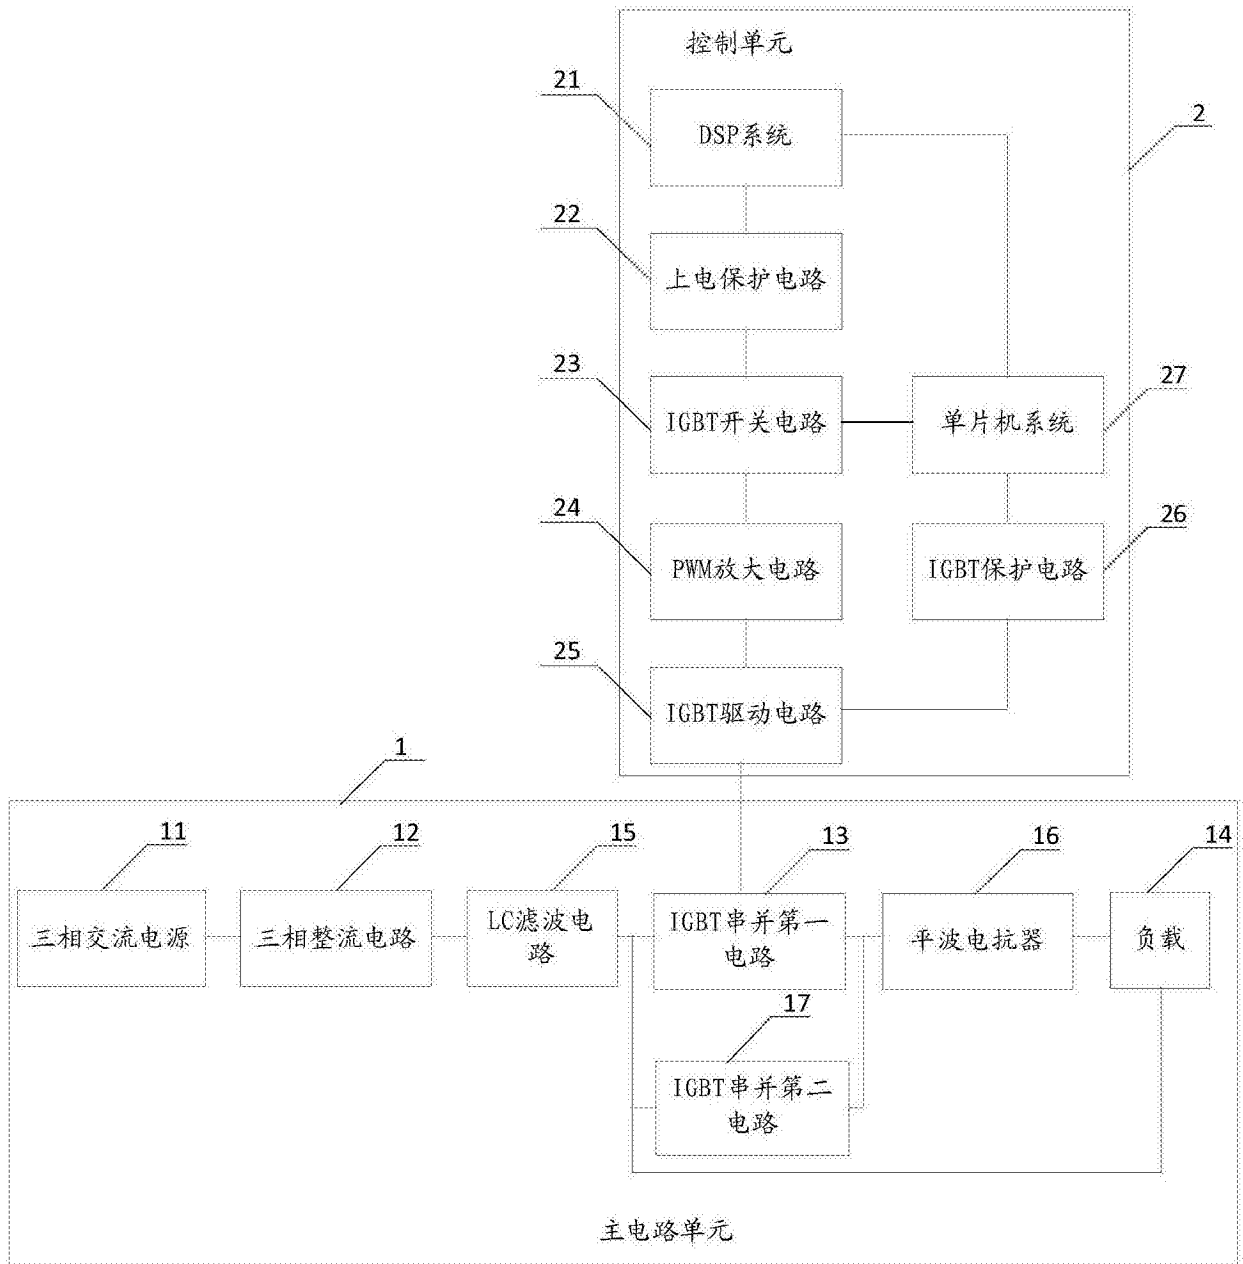 控制单元
21
DSP系统
2
22
上电保护电路
23
IGBT开关电路
27
单片机系统
24
PWM放大电路
26
IGBT保护电路
25
IGBT驱动电路
1
11
三相交流电源
12
三相整流电路
15
LC滤波电
路
13
IGBT串并第一
电路
16
平波电抗器
14
负载
17
IGBT串并第二
电路
主电路单元